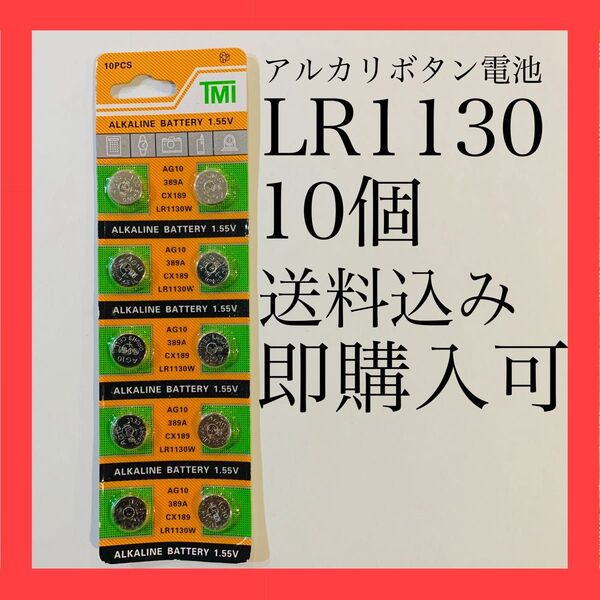 10PCS
TMI
ALKALINE BATTERY 1.55V
AG10
389A
CX189
LR1130W
ALKALINE BATTERY 1.55V
AG10
389A
CX189
LR1130W
ALKALINE BATTERY 1.55V
AG10
389A
CX189
LR1130W
ALKALINE BATTERY 1.55V
AG10
389A
CX189
LR1130W
ALKALINE BATTERY 1.55V
AG10
389A
CX189
LR1130W
ALKALINE BATTERY 1.55V
アルカリボタン電池
LR1130
10個
送料込み
即購入可